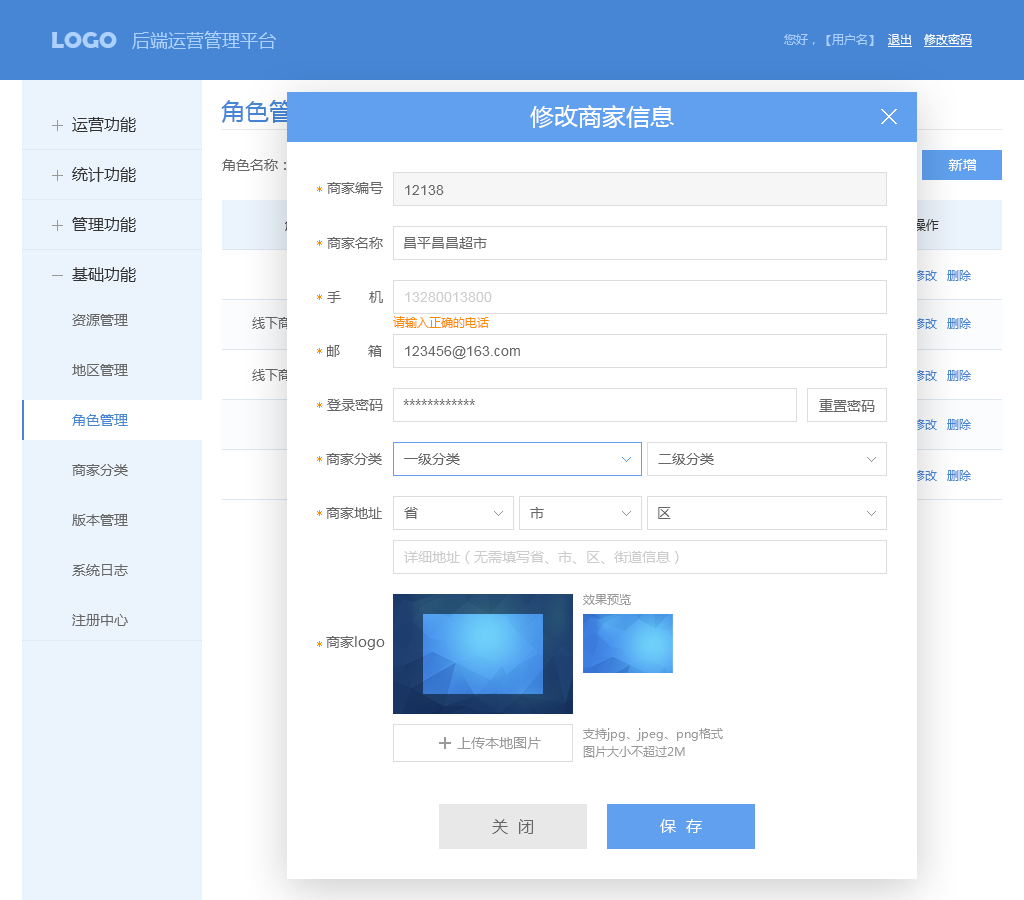 LOGO 后端运营管理平台
您好，【用户名】 退出 修改密码
运营功能
统计功能
管理功能
基础功能
资源管理
地区管理
角色管理
商家分类
版本管理
系统日志
注册中心
角色管
角色名称：
新增
操作
修改 删除
线下商
修改 删除
线下商
修改 删除
修改 删除
修改 删除
修改商家信息
* 商家编号 12138
* 商家名称 昌平昌昌超市
* 手 机 13280013800
请输入正确的电话
* 邮 箱 123456@163.com
* 登录密码 ************ 重置密码
* 商家分类 一级分类 二级分类
* 商家地址 省 市 区
详细地址（无需填写省、市、区、街道信息）
效果预览
* 商家logo
上传本地图片
支持jpg、jpeg、png格式
图片大小不超过2M
关 闭 保 存